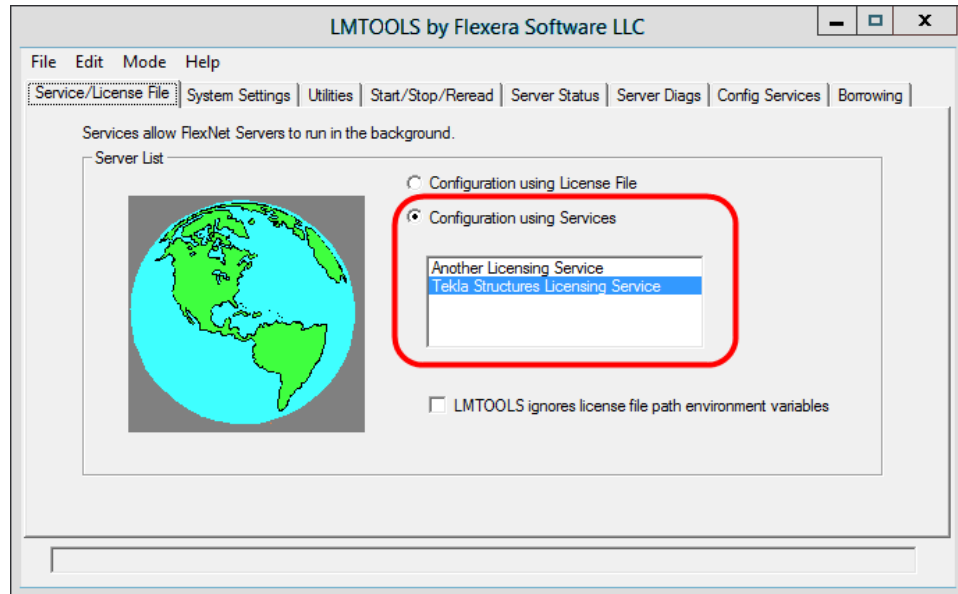 LMTOOLS by Flexera Software LLC
File Edit Mode Help
Service/License File System Settings Utilities Start/Stop/Reread Server Status Server Diags Config Services Borrowing
Services allow FlexNet Servers to run in the background.
Server List
Configuration using License File
Configuration using Services
Another Licensing Service
Tekla Structures Licensing Service
LMTOOLS ignores license file path environment variables